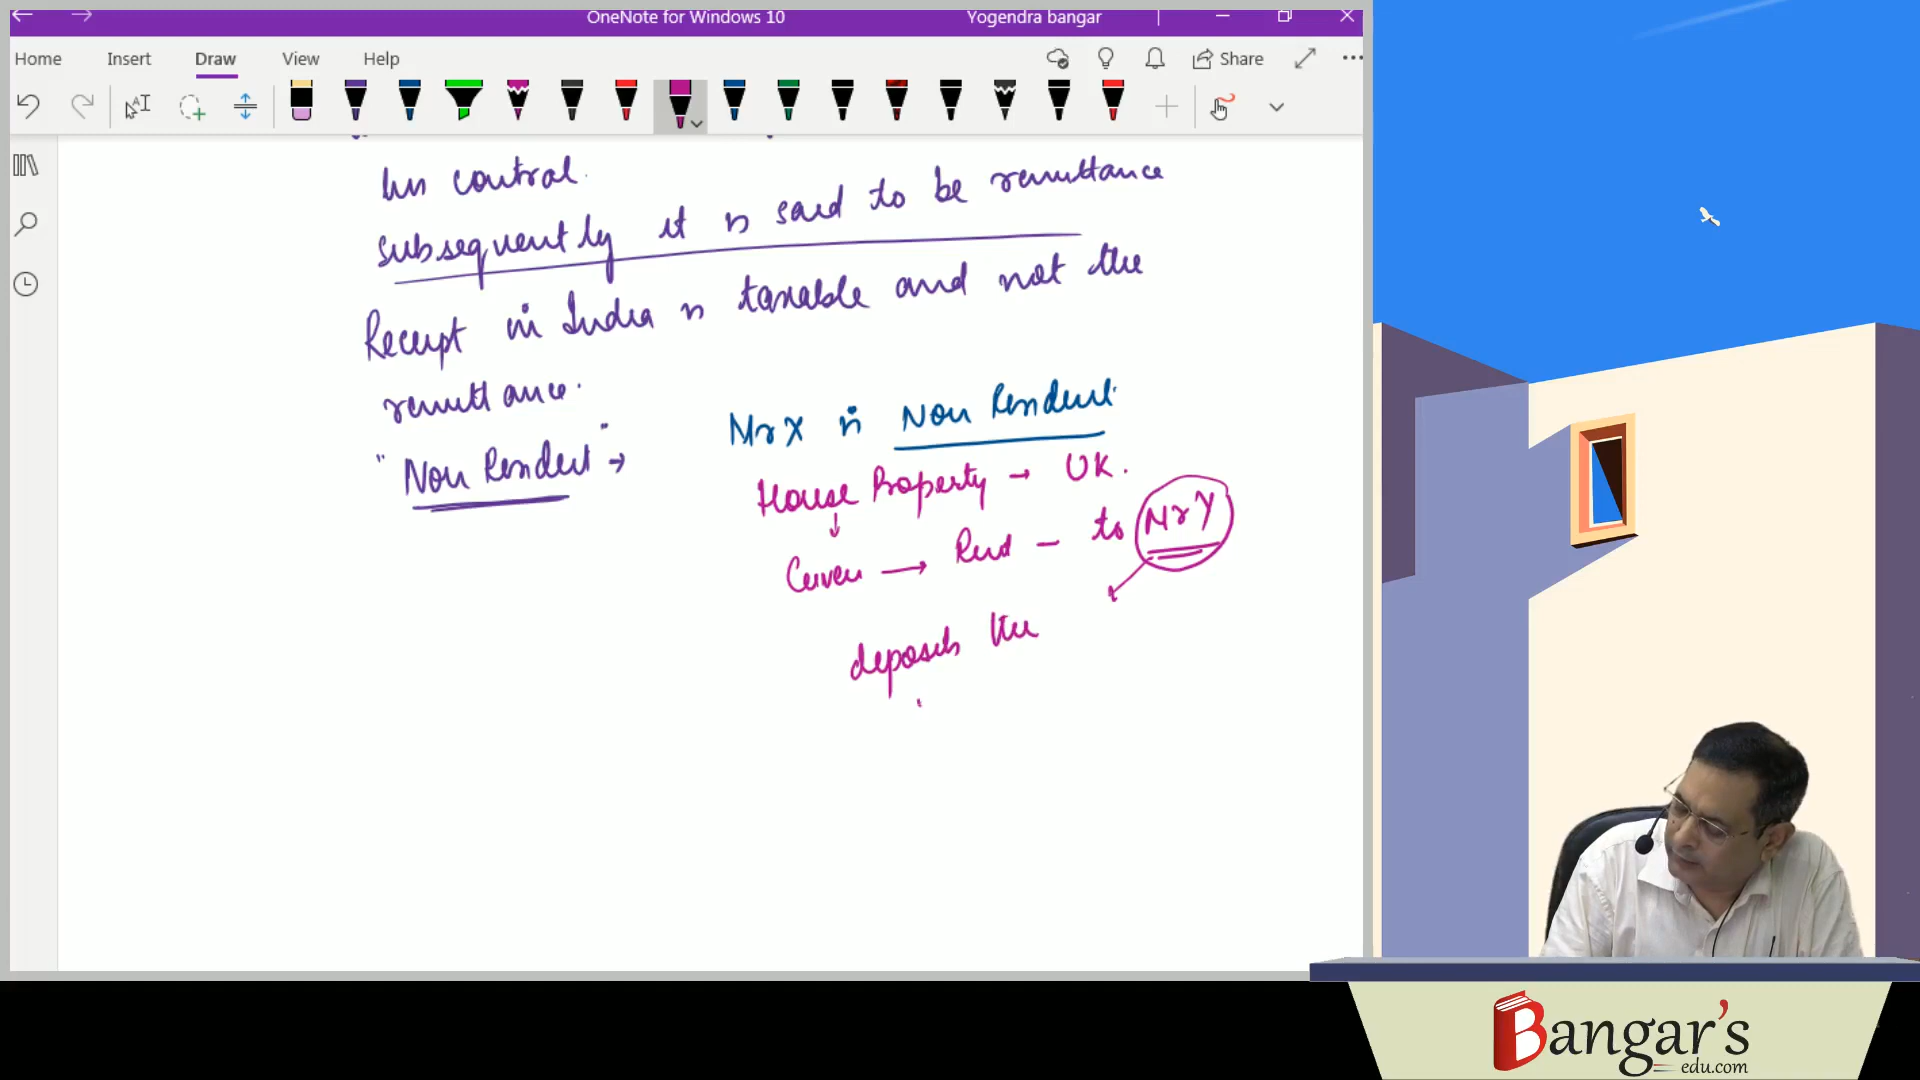 OneNote for Windows 10
Yogendra bangar
Home Insert Draw View Help
Share
his control.
subsequently it is said to be remittance
Receipt in India is taxable and not the
remittance.
"Non Resident" →
Mr X is Non Resident.
House Property → UK.
Given → Rent - to Mr Y
deposits the
Bangar's
edu.com